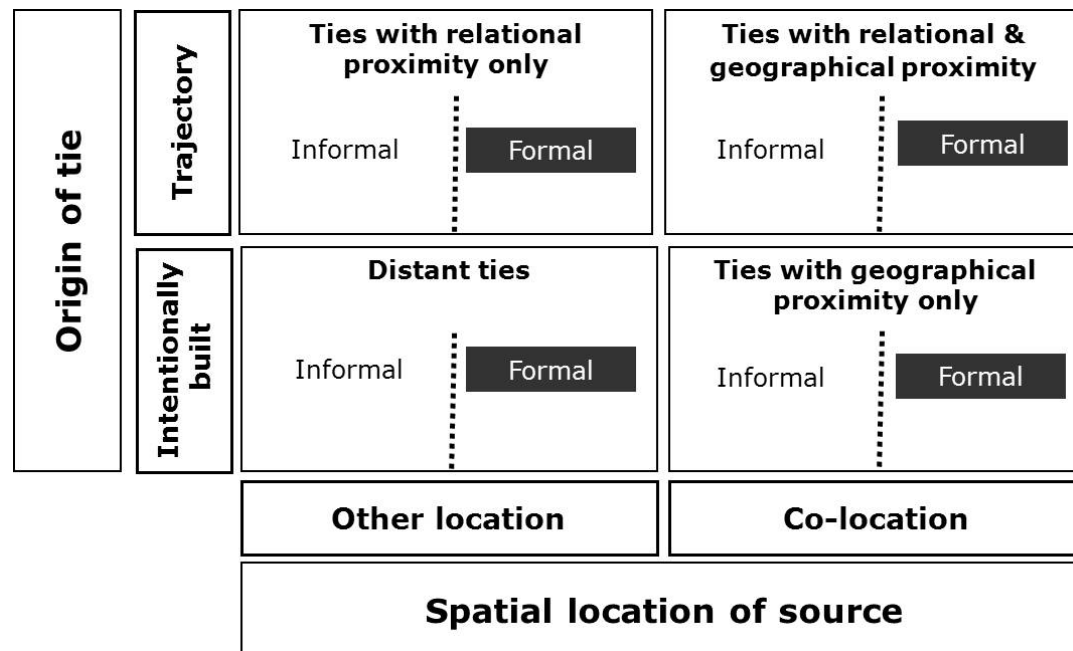 Origin of tie
Trajectory
Ties with relational
proximity only
Informal
Formal
Ties with relational &
geographical proximity
Informal
Formal
Intentionally
built
Distant ties
Informal
Formal
Ties with geographical
proximity only
Informal
Formal
Other location
Co-location
Spatial location of source